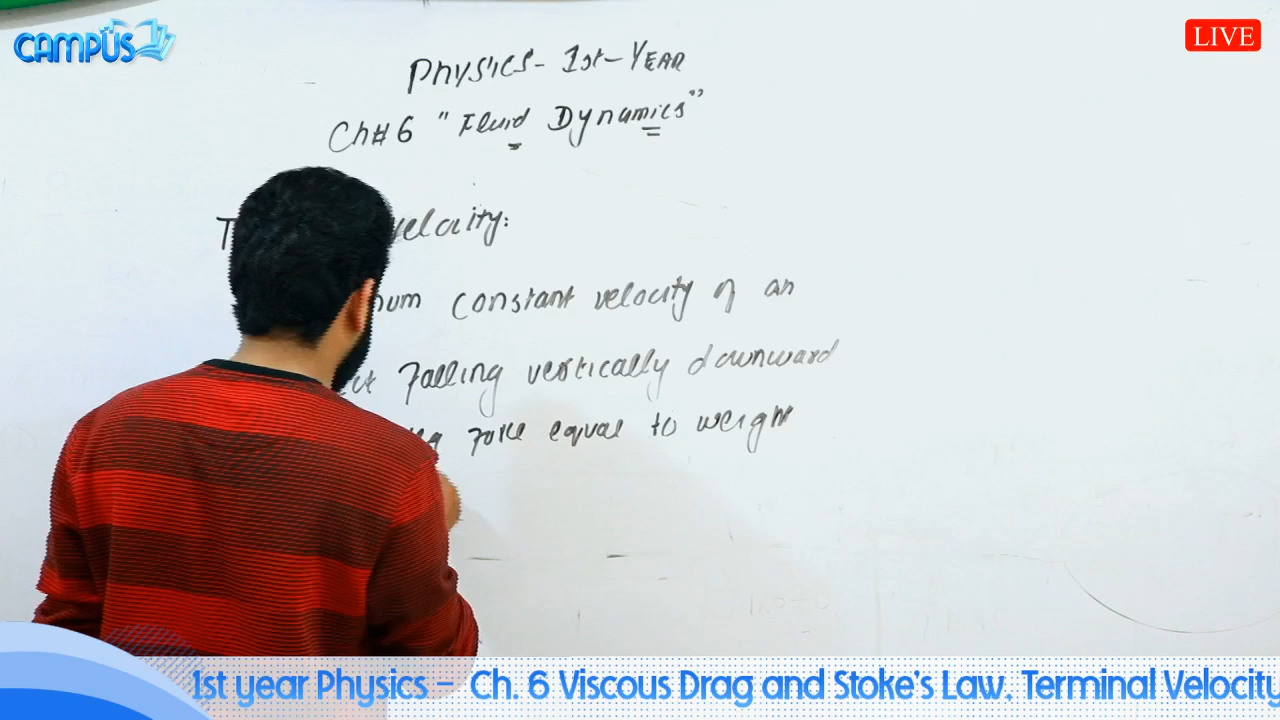 CAMPUS
LIVE
Physics - 1st - YEAR
Ch# 6 " Fluid Dynamics "
velocity:
constant velocity of an
falling vertically downward
force equal to weight
1st year Physics – Ch. 6 Viscous Drag and Stoke's Law, Terminal Velocity